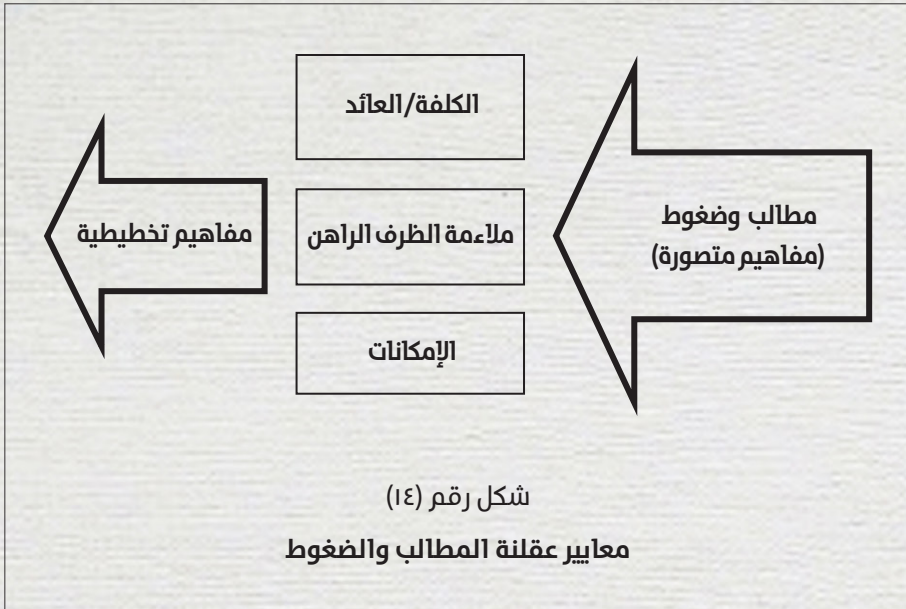 مطالب وضغوط
(مفاهيم متصورة)
الكلفة/العائد
ملاءمة الظرف الراهن
الإمكانات
مفاهيم تخطيطية
شكل رقم (١٤)
معايير عقلنة المطالب والضغوط